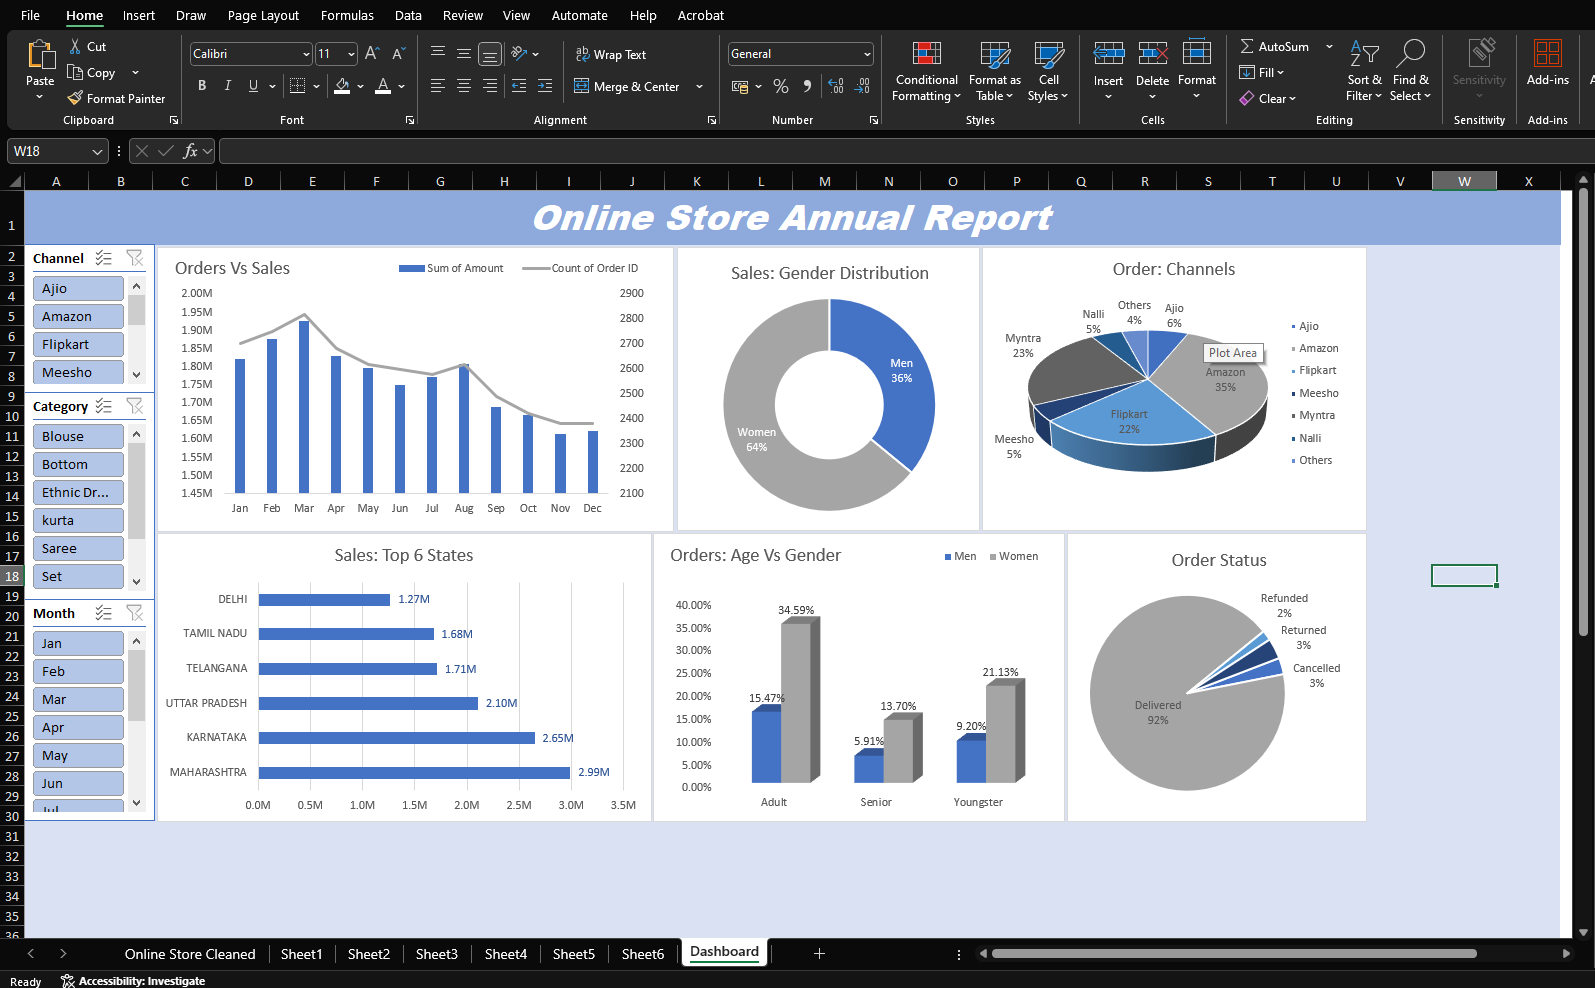 File Home Insert Draw Page Layout Formulas Data Review View Automate Help Acrobat
Paste
Cut
Copy
Format Painter
Clipboard
Calibri 11
B I U
Font
Wrap Text
Merge & Center
Alignment
General
Number
Conditional Formatting
Format as Table
Cell Styles
Styles
Insert Delete Format
Cells
AutoSum
Fill
Clear
Sort & Filter
Find & Select
Editing
Sensitivity
Sensitivity
Add-ins
Add-ins
W18
fx
A B C D E F G H I J K L M N O P Q R S T U V W X
1
2
3
4
5
6
7
8
9
10
11
12
13
14
15
16
17
18
19
20
21
22
23
24
25
26
27
28
29
30
31
32
33
34
35
36
Online Store Annual Report
Channel
Ajio
Amazon
Flipkart
Meesho
Category
Blouse
Bottom
Ethnic Dr...
kurta
Saree
Set
Month
Jan
Feb
Mar
Apr
May
Jun
Jul
Orders Vs Sales
Sum of Amount Count of Order ID
2.00M
1.95M
1.90M
1.85M
1.80M
1.75M
1.70M
1.65M
1.60M
1.55M
1.50M
1.45M
2900
2800
2700
2600
2500
2400
2300
2200
2100
Jan Feb Mar Apr May Jun Jul Aug Sep Oct Nov Dec
Sales: Gender Distribution
Men
36%
Women
64%
Order: Channels
Others
4%
Ajio
6%
Nalli
5%
Myntra
23%
Plot Area
Amazon
35%
Flipkart
22%
Meesho
5%
Ajio
Amazon
Flipkart
Meesho
Myntra
Nalli
Others
Sales: Top 6 States
DELHI 1.27M
TAMIL NADU 1.68M
TELANGANA 1.71M
UTTAR PRADESH 2.10M
KARNATAKA 2.65M
MAHARASHTRA 2.99M
0.0M 0.5M 1.0M 1.5M 2.0M 2.5M 3.0M 3.5M
Orders: Age Vs Gender
Men Women
40.00%
35.00%
30.00%
25.00%
20.00%
15.00%
10.00%
5.00%
0.00%
15.47% 34.59%
5.91% 13.70%
9.20% 21.13%
Adult Senior Youngster
Order Status
Refunded
2%
Returned
3%
Cancelled
3%
Delivered
92%
Online Store Cleaned Sheet1 Sheet2 Sheet3 Sheet4 Sheet5 Sheet6 Dashboard
Ready Accessibility: Investigate